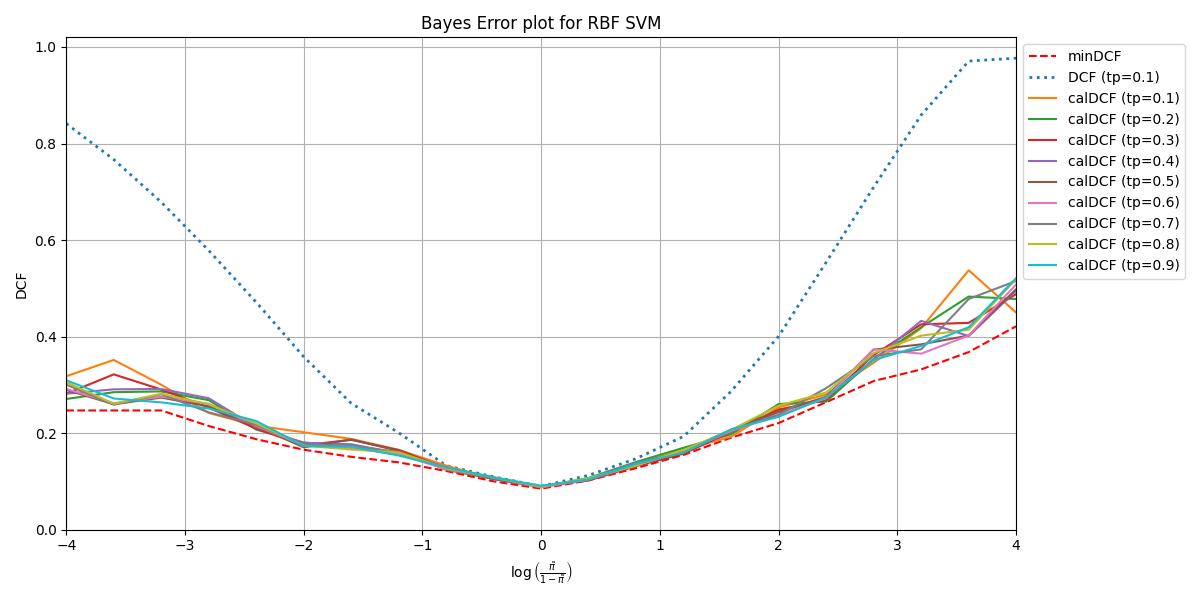 Bayes Error plot for RBF SVM
1.0
0.8
0.6
0.4
0.2
0.0
DCF
−4
−3
−2
−1
0
1
2
3
4
log(π̃/(1−π̃))
minDCF
DCF (tp=0.1)
calDCF (tp=0.1)
calDCF (tp=0.2)
calDCF (tp=0.3)
calDCF (tp=0.4)
calDCF (tp=0.5)
calDCF (tp=0.6)
calDCF (tp=0.7)
calDCF (tp=0.8)
calDCF (tp=0.9)